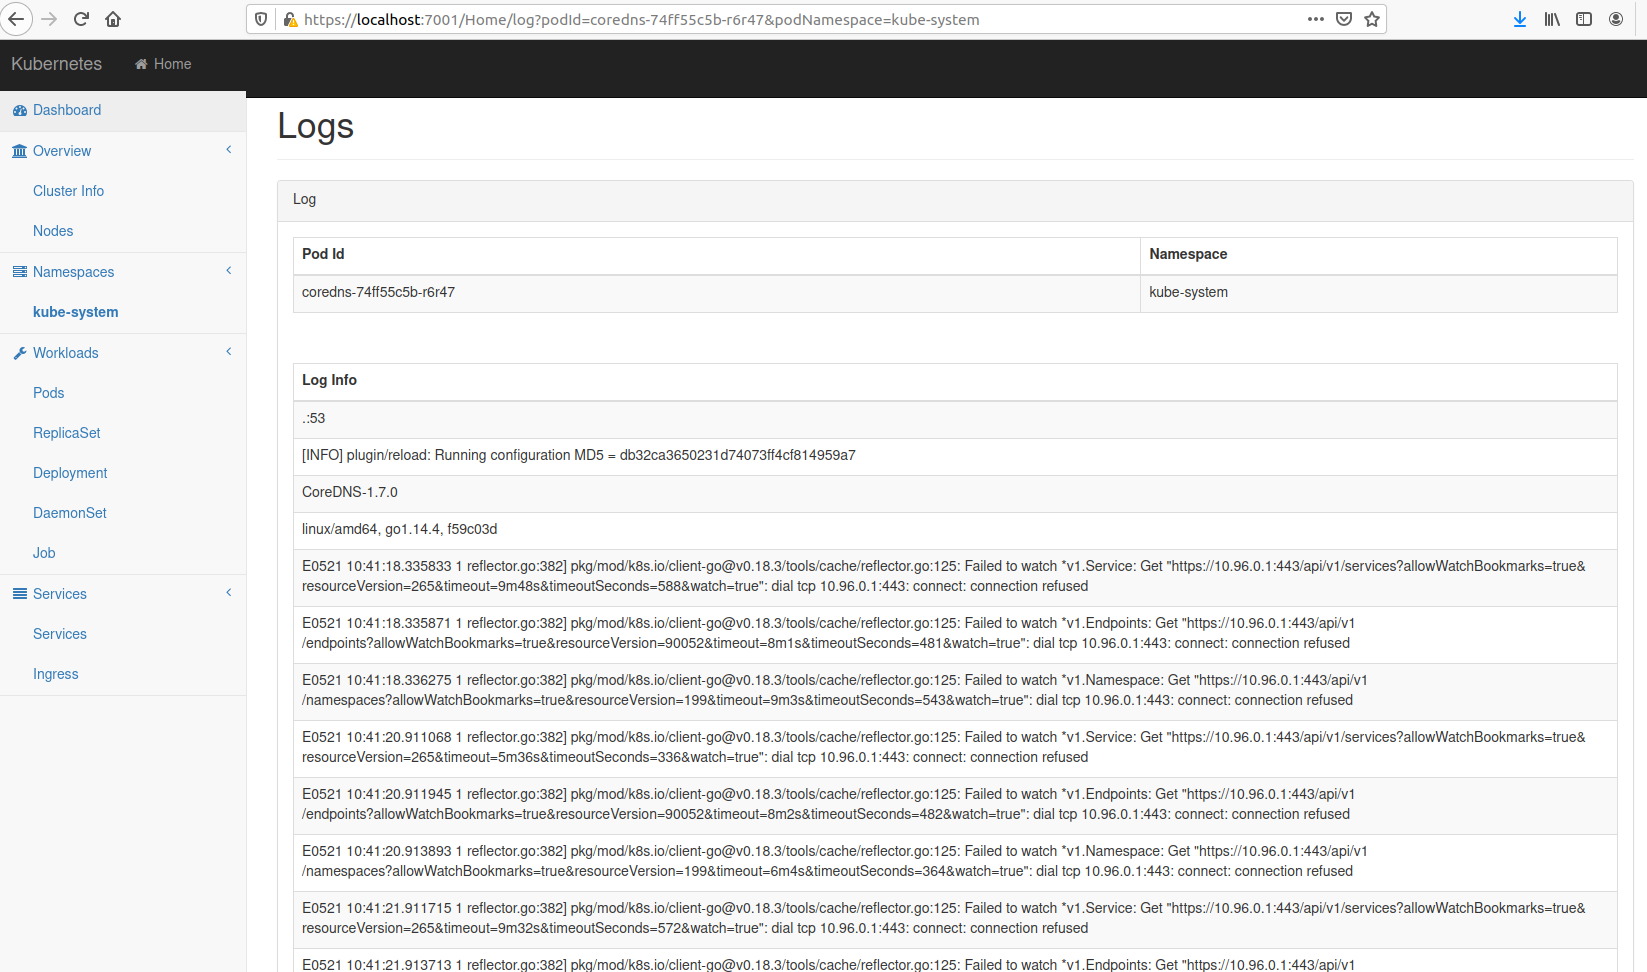 https://localhost:7001/Home/log?podId=coredns-74ff55c5b-r6r47&podNamespace=kube-system
Kubernetes Home
Dashboard
Overview
Cluster Info
Nodes
Namespaces
kube-system
Workloads
Pods
ReplicaSet
Deployment
DaemonSet
Job
Services
Services
Ingress
Logs
Log
Pod Id Namespace
coredns-74ff55c5b-r6r47 kube-system
Log Info
.:53
[INFO] plugin/reload: Running configuration MD5 = db32ca3650231d74073ff4cf814959a7
CoreDNS-1.7.0
linux/amd64, go1.14.4, f59c03d
E0521 10:41:18.335833 1 reflector.go:382] pkg/mod/k8s.io/client-go@v0.18.3/tools/cache/reflector.go:125: Failed to watch *v1.Service: Get "https://10.96.0.1:443/api/v1/services?allowWatchBookmarks=true&
resourceVersion=265&timeout=9m48s&timeoutSeconds=588&watch=true": dial tcp 10.96.0.1:443: connect: connection refused
E0521 10:41:18.335871 1 reflector.go:382] pkg/mod/k8s.io/client-go@v0.18.3/tools/cache/reflector.go:125: Failed to watch *v1.Endpoints: Get "https://10.96.0.1:443/api/v1
/endpoints?allowWatchBookmarks=true&resourceVersion=90052&timeout=8m1s&timeoutSeconds=481&watch=true": dial tcp 10.96.0.1:443: connect: connection refused
E0521 10:41:18.336275 1 reflector.go:382] pkg/mod/k8s.io/client-go@v0.18.3/tools/cache/reflector.go:125: Failed to watch *v1.Namespace: Get "https://10.96.0.1:443/api/v1
/namespaces?allowWatchBookmarks=true&resourceVersion=199&timeout=9m3s&timeoutSeconds=543&watch=true": dial tcp 10.96.0.1:443: connect: connection refused
E0521 10:41:20.911068 1 reflector.go:382] pkg/mod/k8s.io/client-go@v0.18.3/tools/cache/reflector.go:125: Failed to watch *v1.Service: Get "https://10.96.0.1:443/api/v1/services?allowWatchBookmarks=true&
resourceVersion=265&timeout=5m36s&timeoutSeconds=336&watch=true": dial tcp 10.96.0.1:443: connect: connection refused
E0521 10:41:20.911945 1 reflector.go:382] pkg/mod/k8s.io/client-go@v0.18.3/tools/cache/reflector.go:125: Failed to watch *v1.Endpoints: Get "https://10.96.0.1:443/api/v1
/endpoints?allowWatchBookmarks=true&resourceVersion=90052&timeout=8m2s&timeoutSeconds=482&watch=true": dial tcp 10.96.0.1:443: connect: connection refused
E0521 10:41:20.913893 1 reflector.go:382] pkg/mod/k8s.io/client-go@v0.18.3/tools/cache/reflector.go:125: Failed to watch *v1.Namespace: Get "https://10.96.0.1:443/api/v1
/namespaces?allowWatchBookmarks=true&resourceVersion=199&timeout=6m4s&timeoutSeconds=364&watch=true": dial tcp 10.96.0.1:443: connect: connection refused
E0521 10:41:21.911715 1 reflector.go:382] pkg/mod/k8s.io/client-go@v0.18.3/tools/cache/reflector.go:125: Failed to watch *v1.Service: Get "https://10.96.0.1:443/api/v1/services?allowWatchBookmarks=true&
resourceVersion=265&timeout=9m32s&timeoutSeconds=572&watch=true": dial tcp 10.96.0.1:443: connect: connection refused
E0521 10:41:21.913713 1 reflector.go:382] pkg/mod/k8s.io/client-go@v0.18.3/tools/cache/reflector.go:125: Failed to watch *v1.Endpoints: Get "https://10.96.0.1:443/api/v1